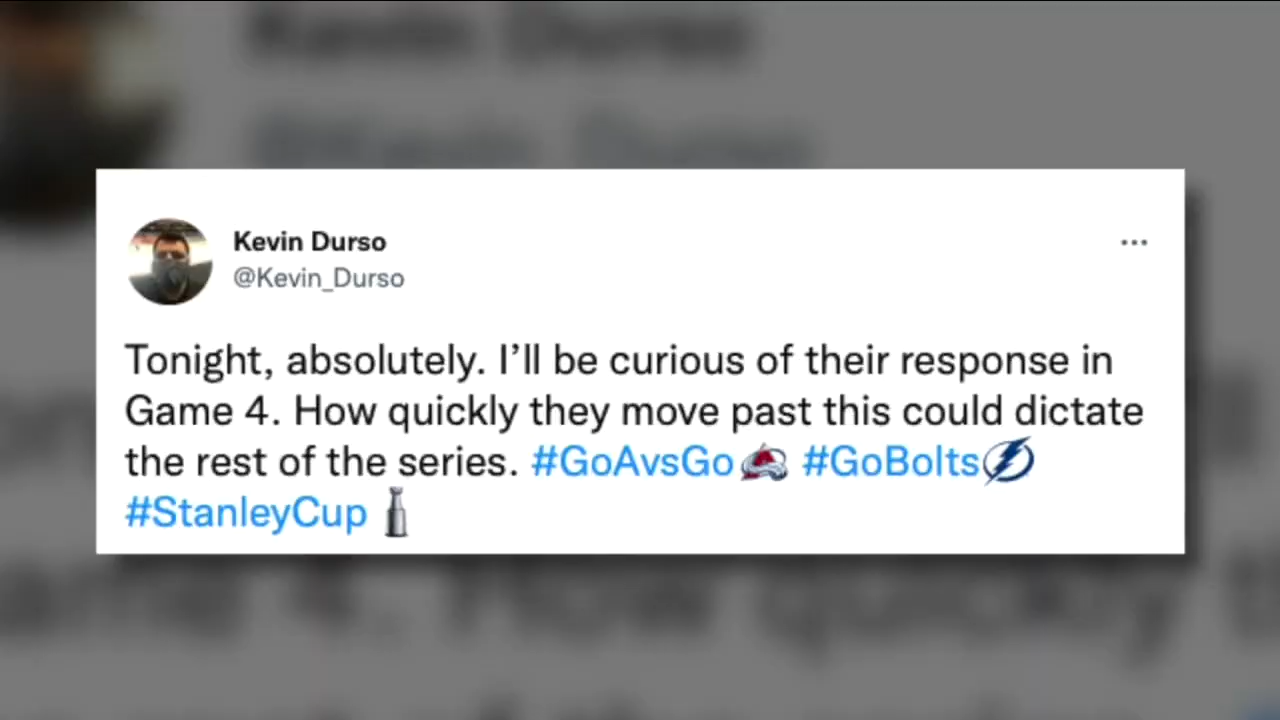 Kevin Durso
@Kevin_Durso
Tonight, absolutely. I’ll be curious of their response in
Game 4. How quickly they move past this could dictate
the rest of the series. #GoAvsGo #GoBolts
#StanleyCup